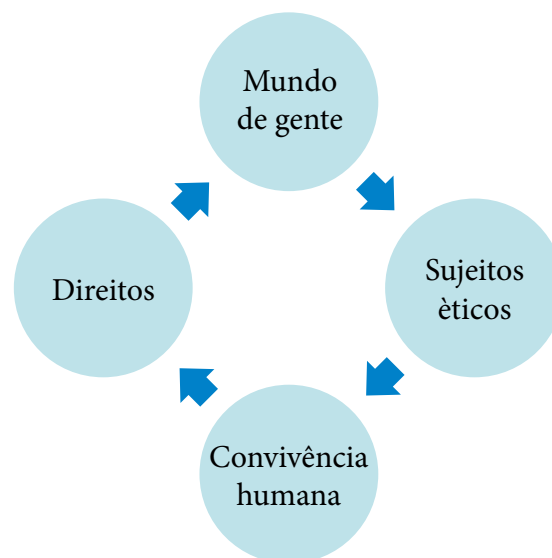 Mundo
de gente
Direitos
Sujeitos
èticos
Convivência
humana